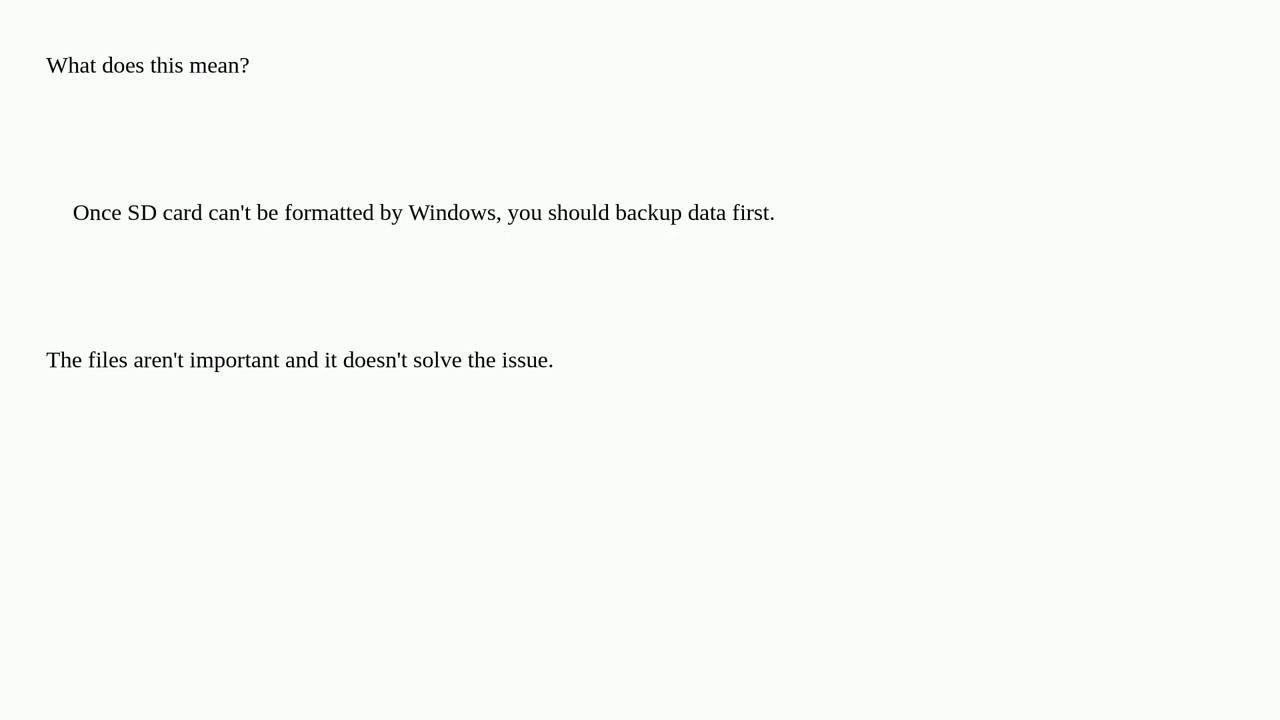 What does this mean?
Once SD card can't be formatted by Windows, you should backup data first.
The files aren't important and it doesn't solve the issue.